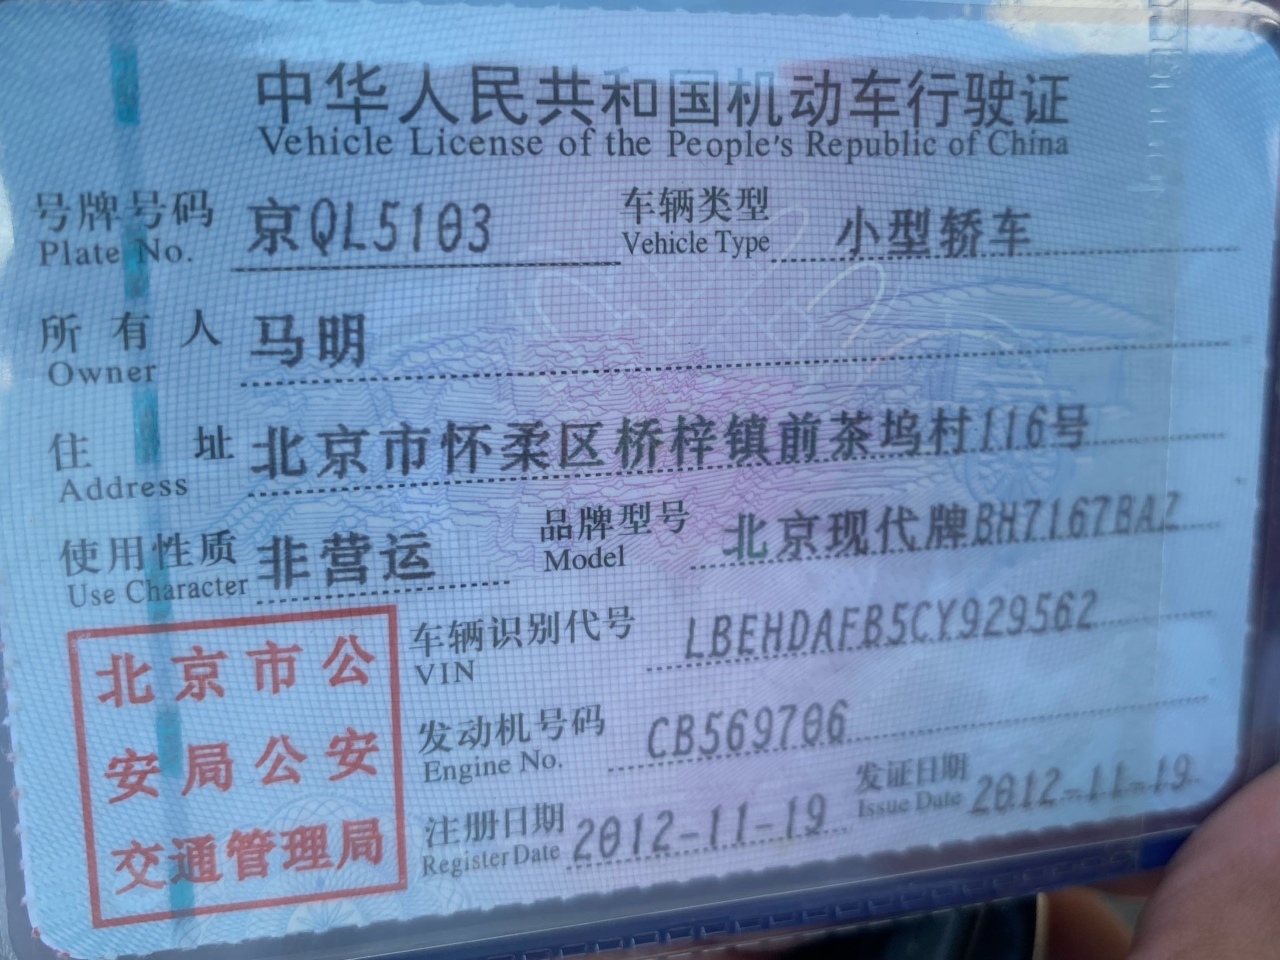 中华人民共和国机动车行驶证
Vehicle License of the People's Republic of China
号牌号码 京QL5103 车辆类型 小型轿车
Plate No. Vehicle Type
所有人 马明
Owner
住址 北京市怀柔区桥梓镇前茶坞村116号
Address
使用性质 非营运 品牌型号 北京现代牌BH7167BAZ
Use Character Model
北京市公
安局公安
交通管理局
车辆识别代号 LBEHDAFB5CY929562
VIN
发动机号码 CB569706
Engine No.
注册日期 2012-11-19 发证日期 2012-11-19
Register Date Issue Date